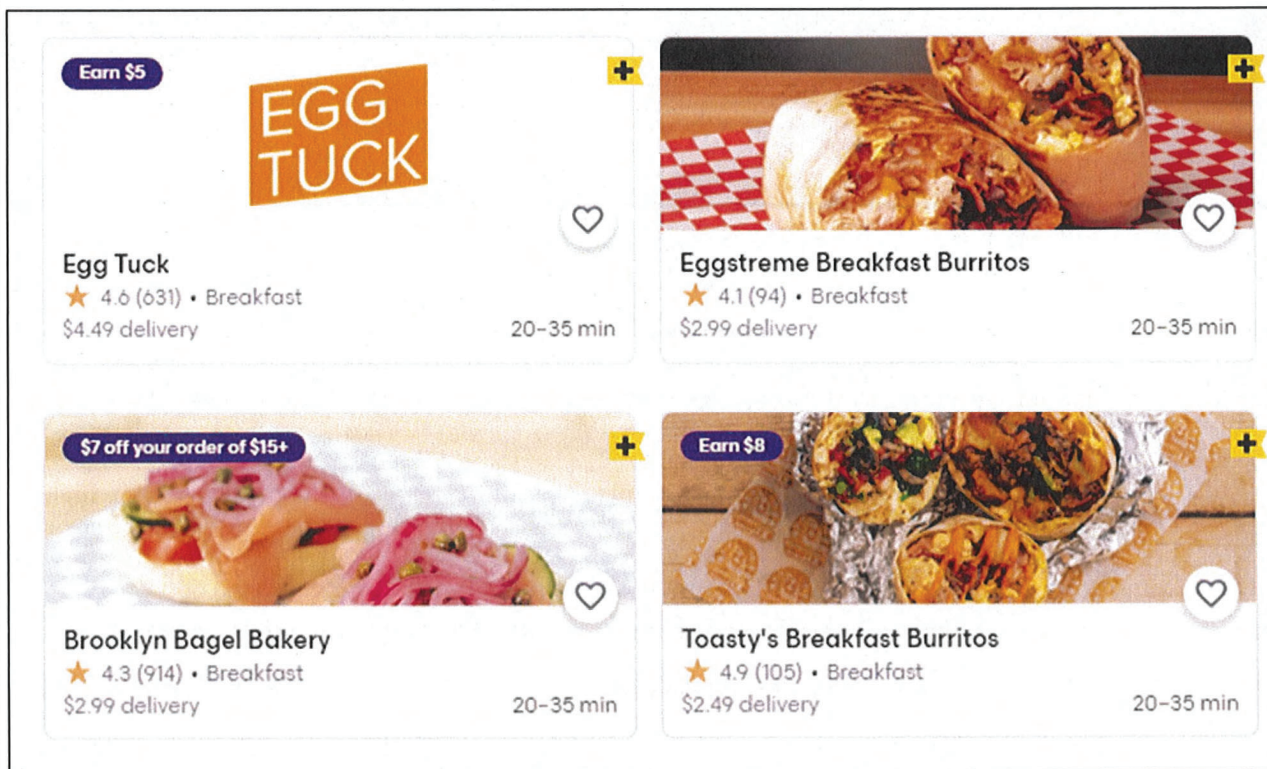 Earn $5
EGG
TUCK
Egg Tuck
4.6 (631) • Breakfast
$4.49 delivery
20–35 min
Eggstreme Breakfast Burritos
4.1 (94) • Breakfast
$2.99 delivery
20–35 min
$7 off your order of $15+
Brooklyn Bagel Bakery
4.3 (914) • Breakfast
$2.99 delivery
20–35 min
Earn $8
Toasty's Breakfast Burritos
4.9 (105) • Breakfast
$2.49 delivery
20–35 min